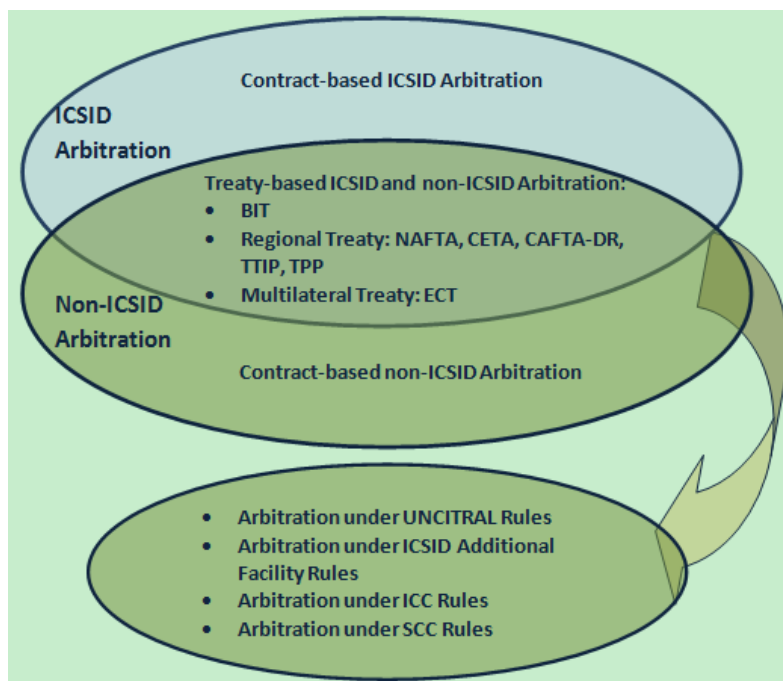 Contract-based ICSID Arbitration
ICSID
Arbitration
Treaty-based ICSID and non-ICSID Arbitration:
• BIT
• Regional Treaty: NAFTA, CETA, CAFTA-DR,
TTIP, TPP
• Multilateral Treaty: ECT
Non-ICSID
Arbitration
Contract-based non-ICSID Arbitration
• Arbitration under UNCITRAL Rules
• Arbitration under ICSID Additional
Facility Rules
• Arbitration under ICC Rules
• Arbitration under SCC Rules